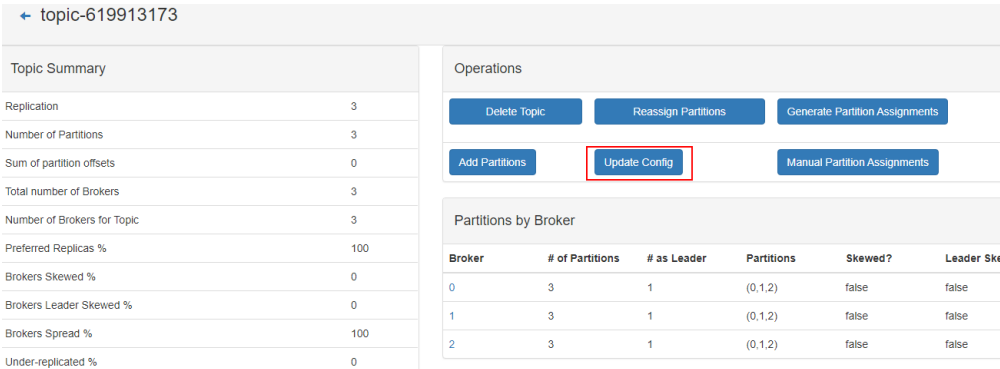 topic-619913173
Topic Summary
Replication 3
Number of Partitions 3
Sum of partition offsets 0
Total number of Brokers 3
Number of Brokers for Topic 3
Preferred Replicas % 100
Brokers Skewed % 0
Brokers Leader Skewed % 0
Brokers Spread % 100
Under-replicated % 0
Operations
Delete Topic Reassign Partitions Generate Partition Assignments
Add Partitions Update Config Manual Partition Assignments
Partitions by Broker
Broker # of Partitions # as Leader Partitions Skewed? Leader Ske
0 3 1 (0,1,2) false false
1 3 1 (0,1,2) false false
2 3 1 (0,1,2) false false